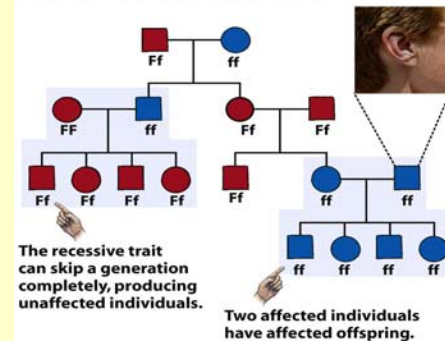 Ff ff
FF ff Ff Ff
Ff Ff Ff Ff Ff ff ff
ff ff ff ff
The recessive trait
can skip a generation
completely, producing
unaffected individuals.
Two affected individuals
have affected offspring.